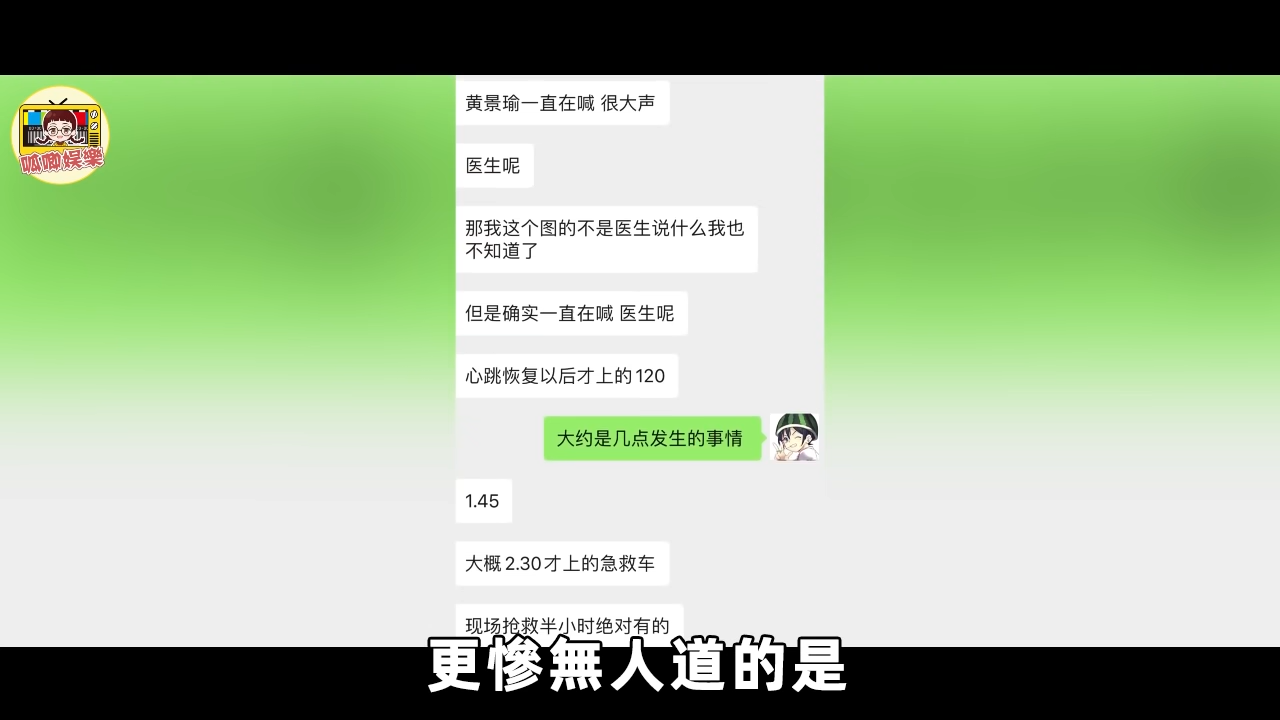 呱唧娱樂
黄景瑜一直在喊 很大声
医生呢
那我这个图的不是医生说什么我也
不知道了
但是确实一直在喊 医生呢
心跳恢复以后才上的120
大约是几点发生的事情
1.45
大概2.30才上的急救车
现场抢救半小时绝对有的
更慘無人道的是